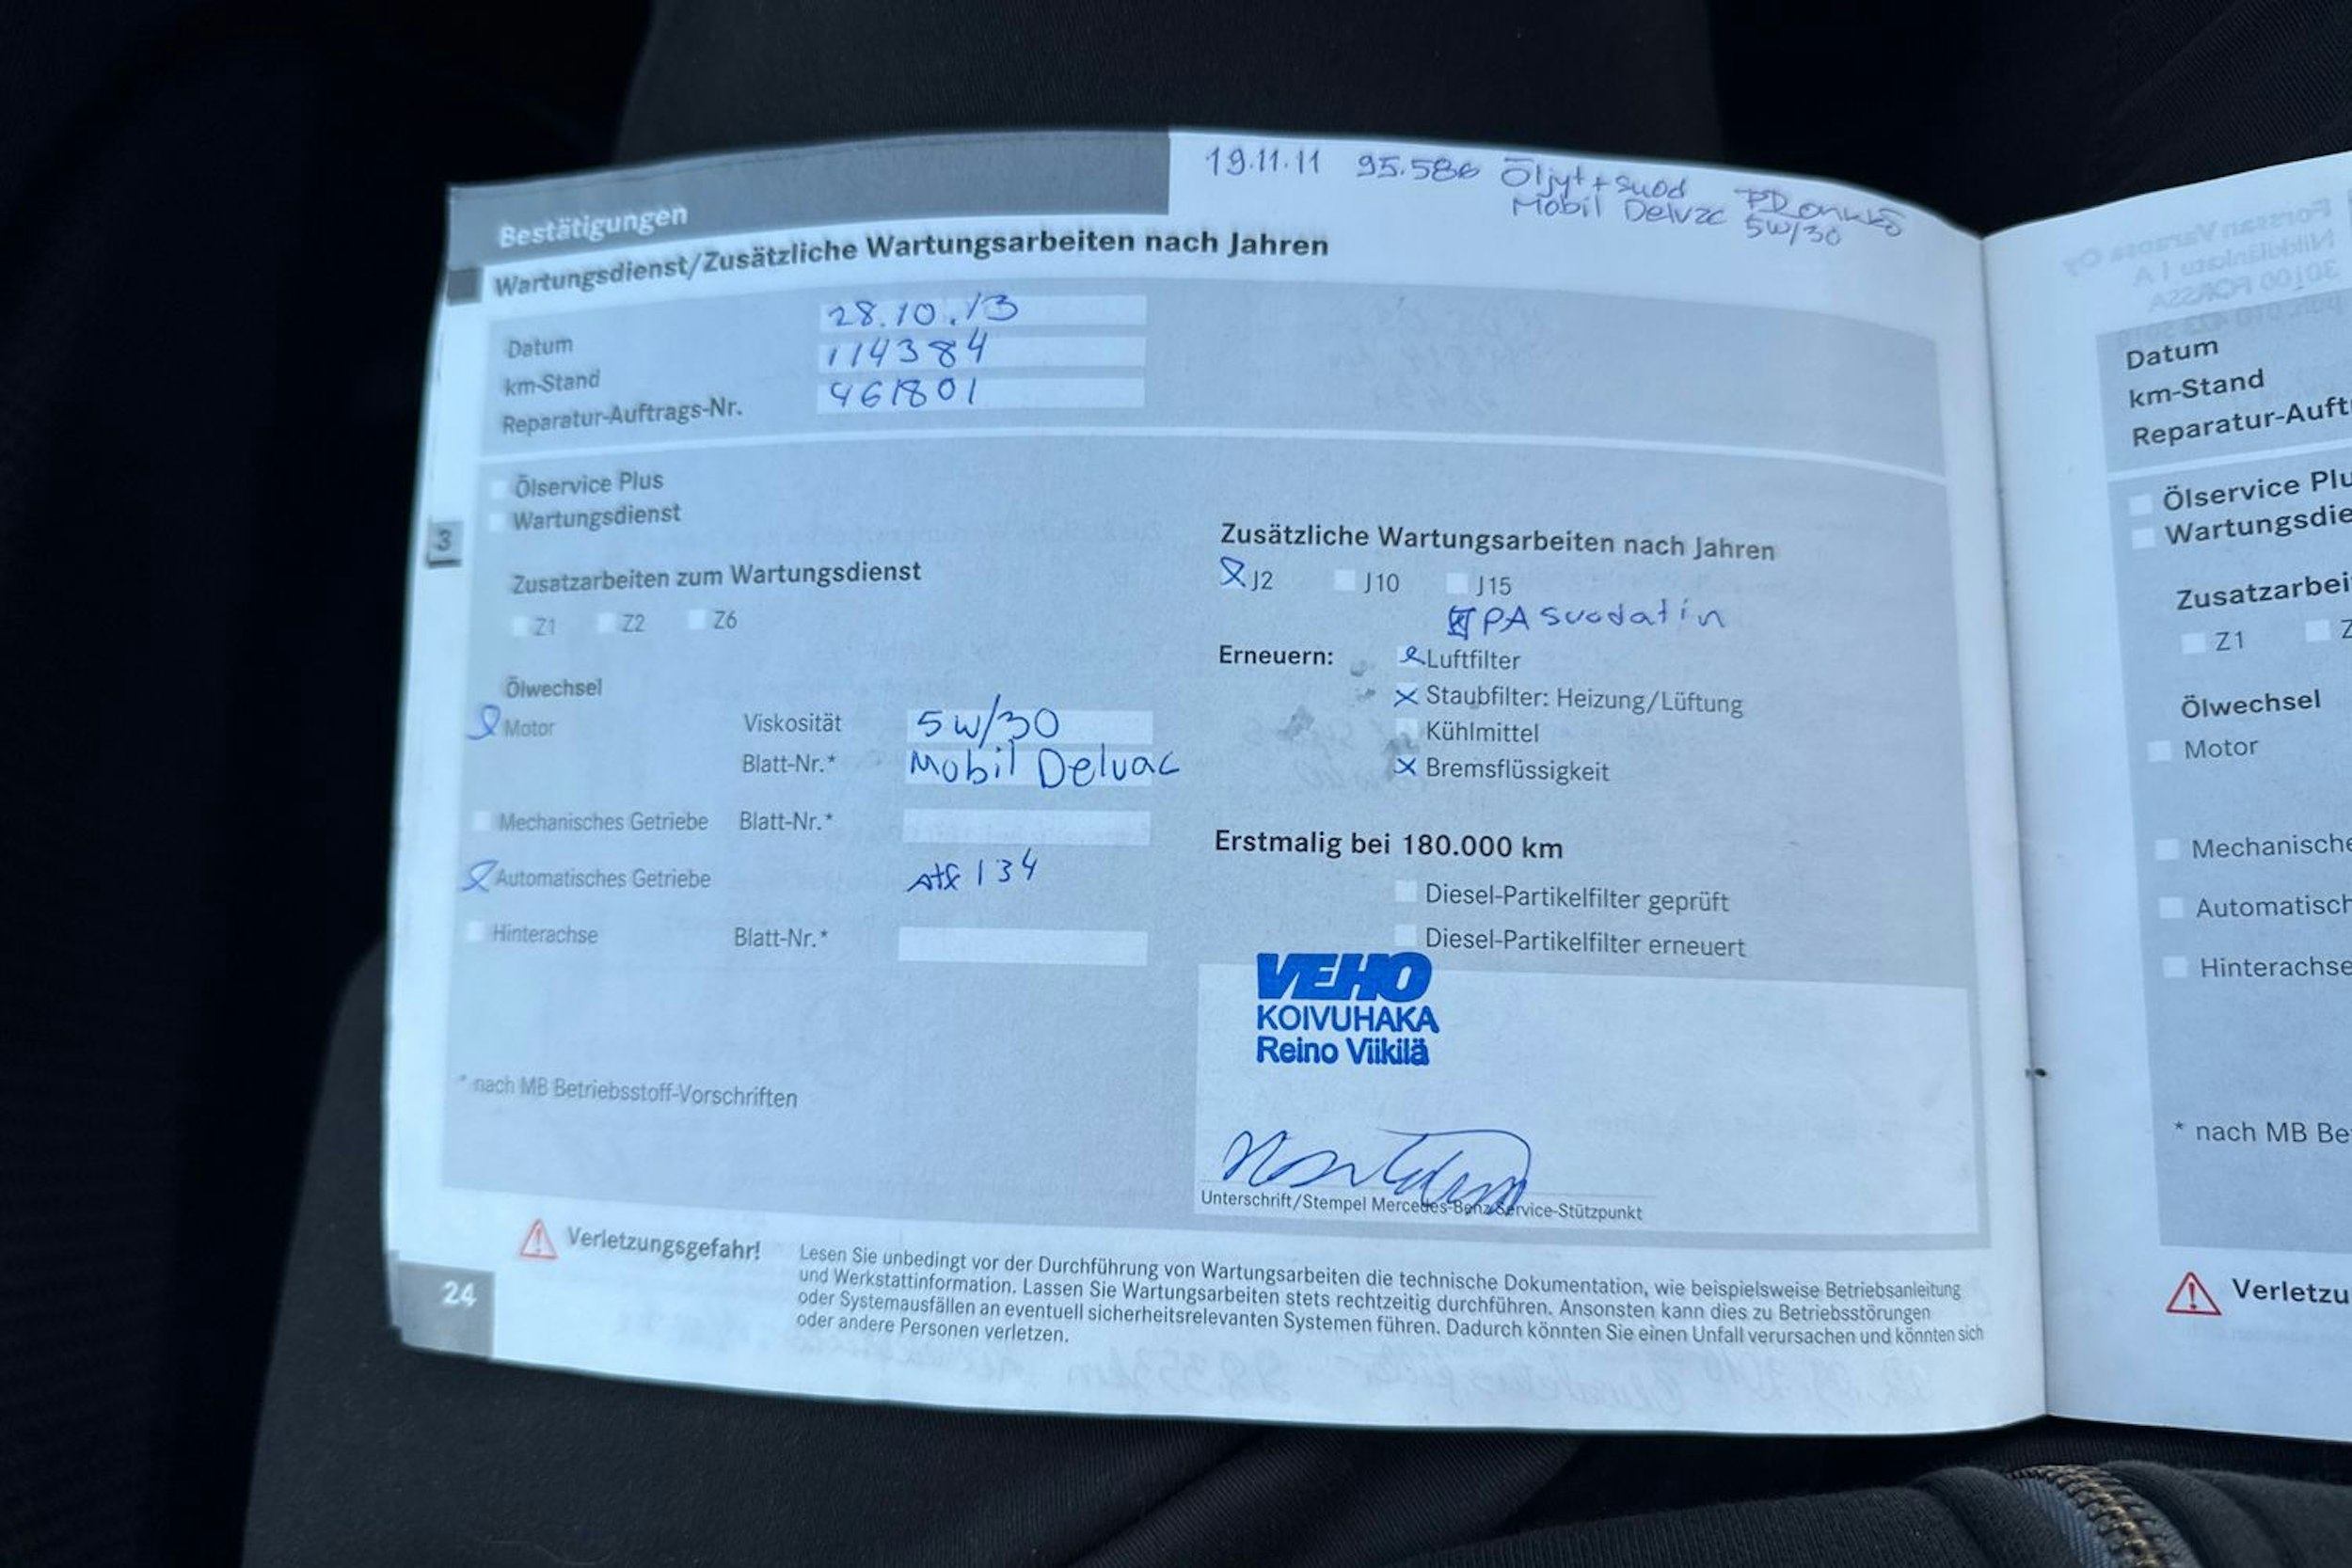 19.11.11 95.586 Öljyt + suod
Mobil Delvac 5W/30
Bestätigungen
Wartungsdienst/Zusätzliche Wartungsarbeiten nach Jahren
Datum 28.10.13
km-Stand 114384
Reparatur-Auftrags-Nr. 461801
Ölservice Plus
Wartungsdienst
3
Zusatzarbeiten zum Wartungsdienst
Z1 Z2 Z6
Ölwechsel
Motor Viskosität 5W/30
Blatt-Nr.* Mobil Delvac
Mechanisches Getriebe Blatt-Nr.*
Automatisches Getriebe Atf 134
Hinterachse Blatt-Nr.*
* nach MB Betriebsstoff-Vorschriften
Zusätzliche Wartungsarbeiten nach Jahren
J2 J10 J15
PA suodatin
Erneuern: Luftfilter
Staubfilter: Heizung/Lüftung
Kühlmittel
Bremsflüssigkeit
Erstmalig bei 180.000 km
Diesel-Partikelfilter geprüft
Diesel-Partikelfilter erneuert
VEHO
KOIVUHAKA
Reino Viikilä
Unterschrift/Stempel Mercedes-Benz Service-Stützpunkt
Verletzungsgefahr!
Lesen Sie unbedingt vor der Durchführung von Wartungsarbeiten die technische Dokumentation, wie beispielsweise Betriebsanleitung
und Werkstattinformation. Lassen Sie Wartungsarbeiten stets rechtzeitig durchführen. Ansonsten kann dies zu Betriebsstörungen
oder Systemausfällen an eventuell sicherheitsrelevanten Systemen führen. Dadurch könnten Sie einen Unfall verursachen und könnten sich
oder andere Personen verletzen.
24
Datum
km-Stand
Reparatur-Auft
Ölservice Plu
Wartungsdie
Zusatzarbei
Z1 Z
Ölwechsel
Motor
Mechanische
Automatisch
Hinterachse
* nach MB Be
Verletzu